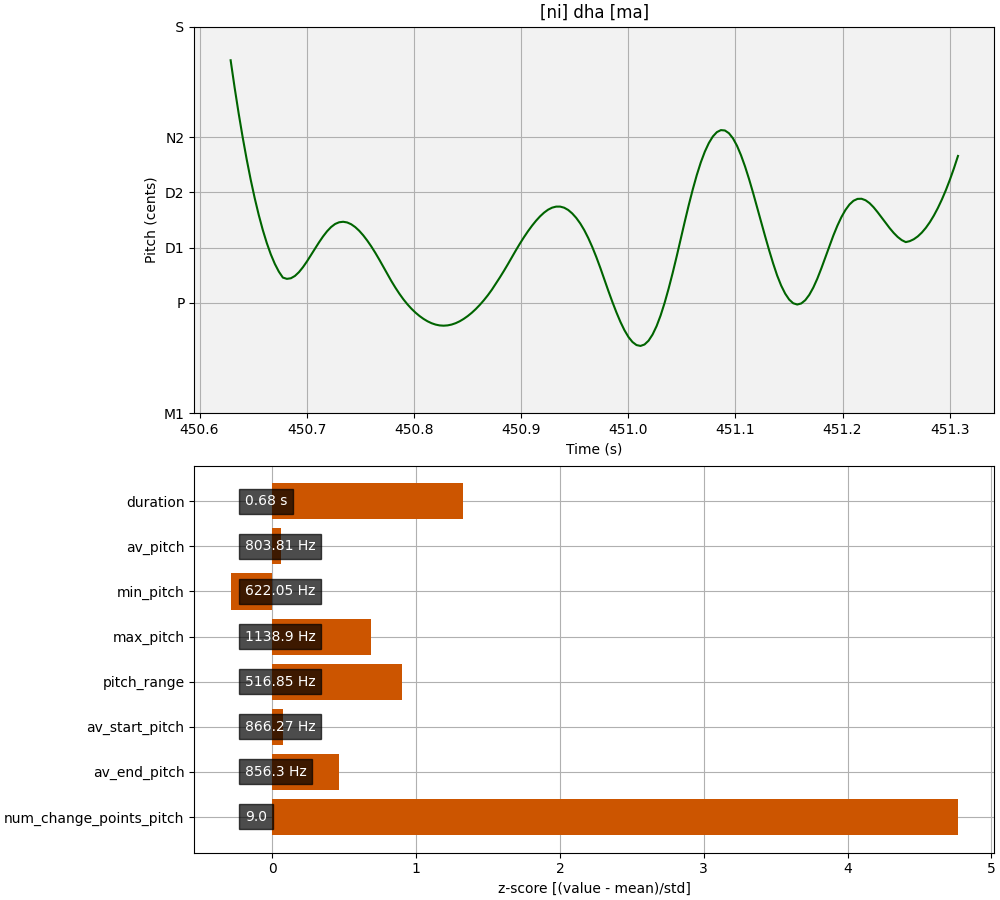 [ni] dha [ma]
S
N2
D2
D1
P
M1
Pitch (cents)
450.6 450.7 450.8 450.9 451.0 451.1 451.2 451.3
Time (s)
duration 0.68 s
av_pitch 803.81 Hz
min_pitch 622.05 Hz
max_pitch 1138.9 Hz
pitch_range 516.85 Hz
av_start_pitch 866.27 Hz
av_end_pitch 856.3 Hz
num_change_points_pitch 9.0
0 1 2 3 4 5
z-score [(value - mean)/std]